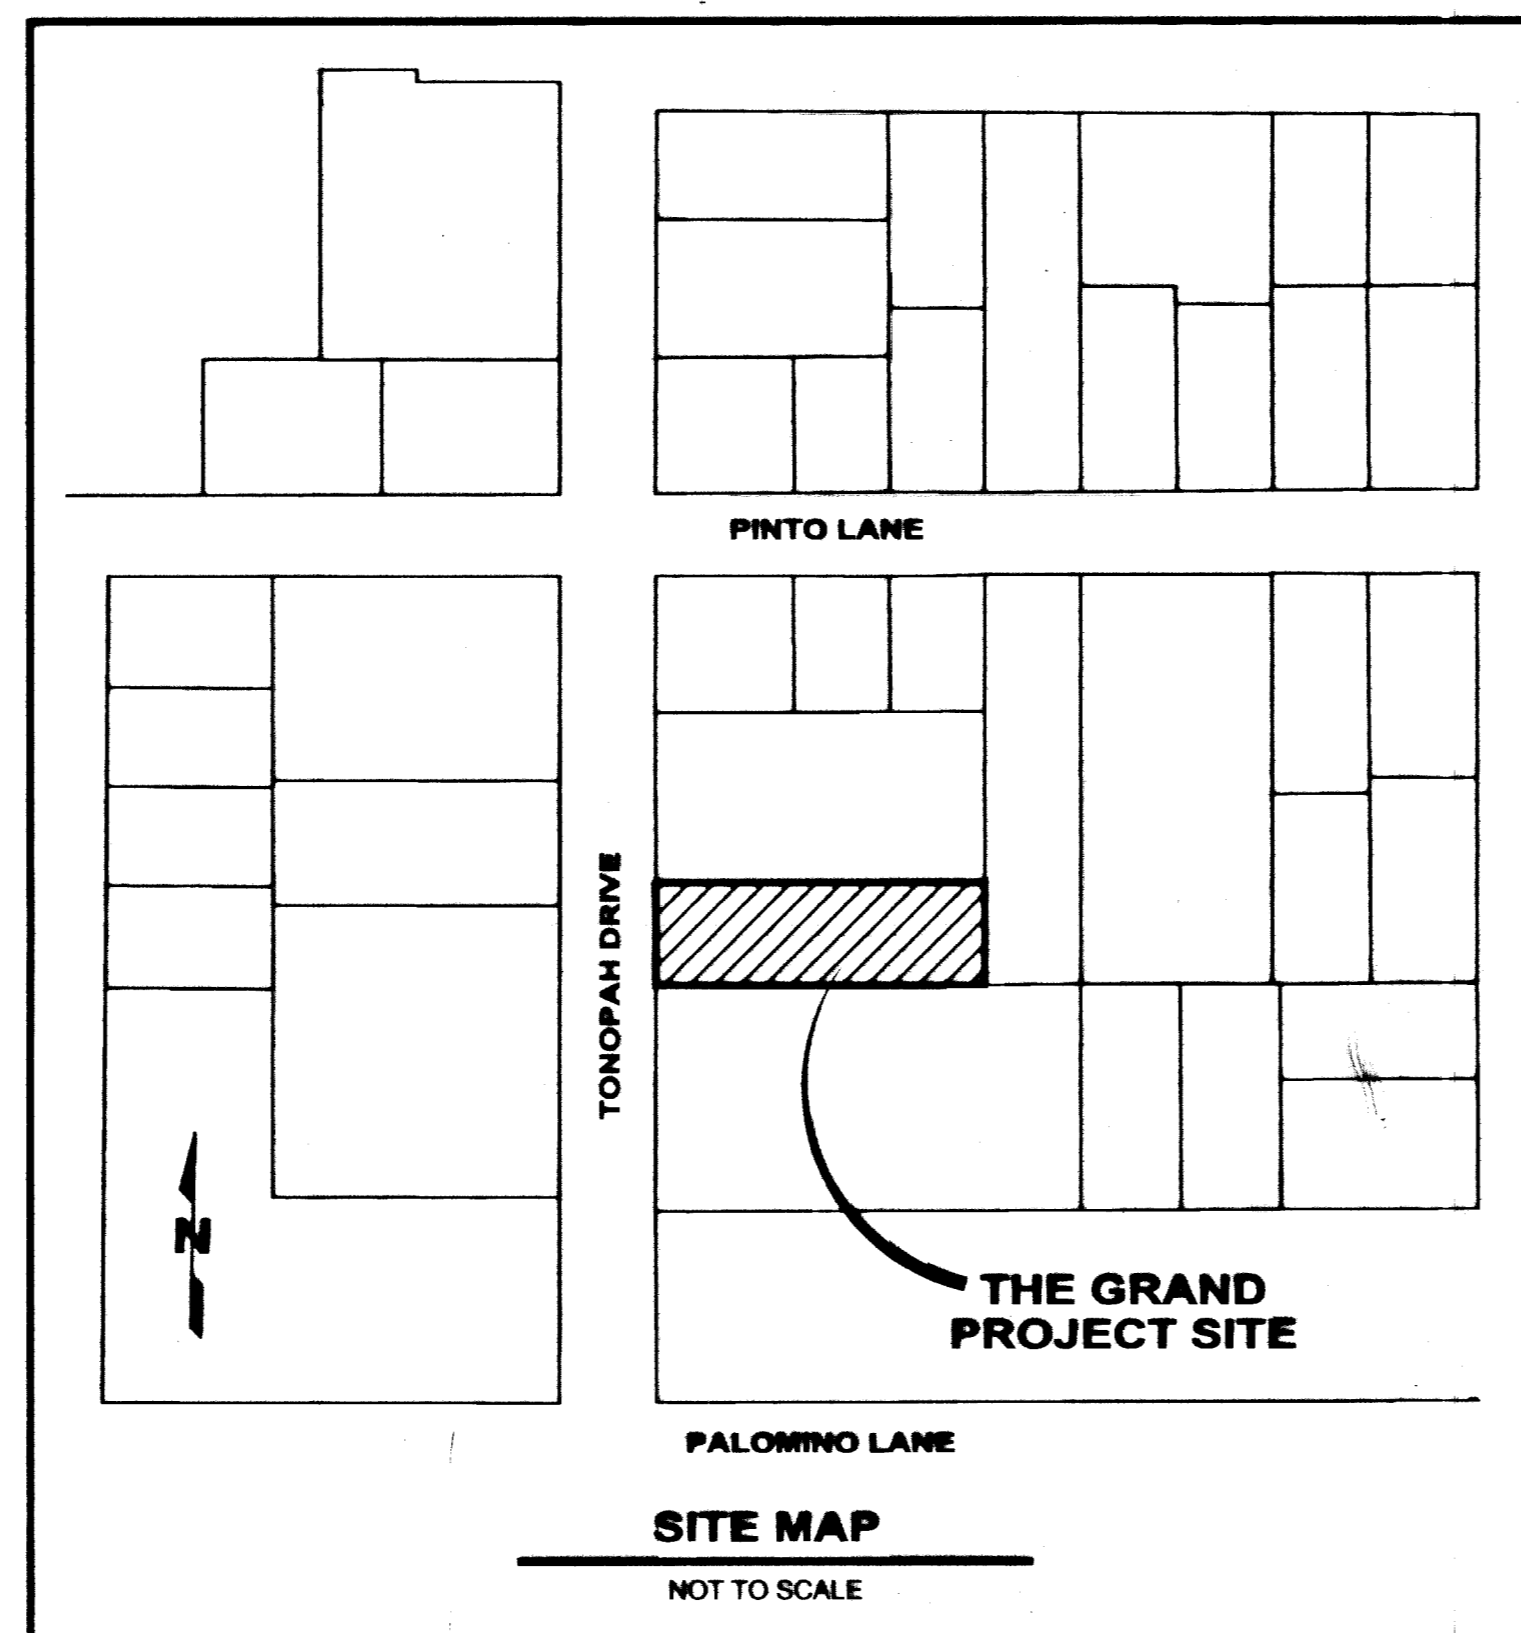 PINTO LANE
TONOPAH DRIVE
N
THE GRAND
PROJECT SITE
PALOMINO LANE
SITE MAP
NOT TO SCALE